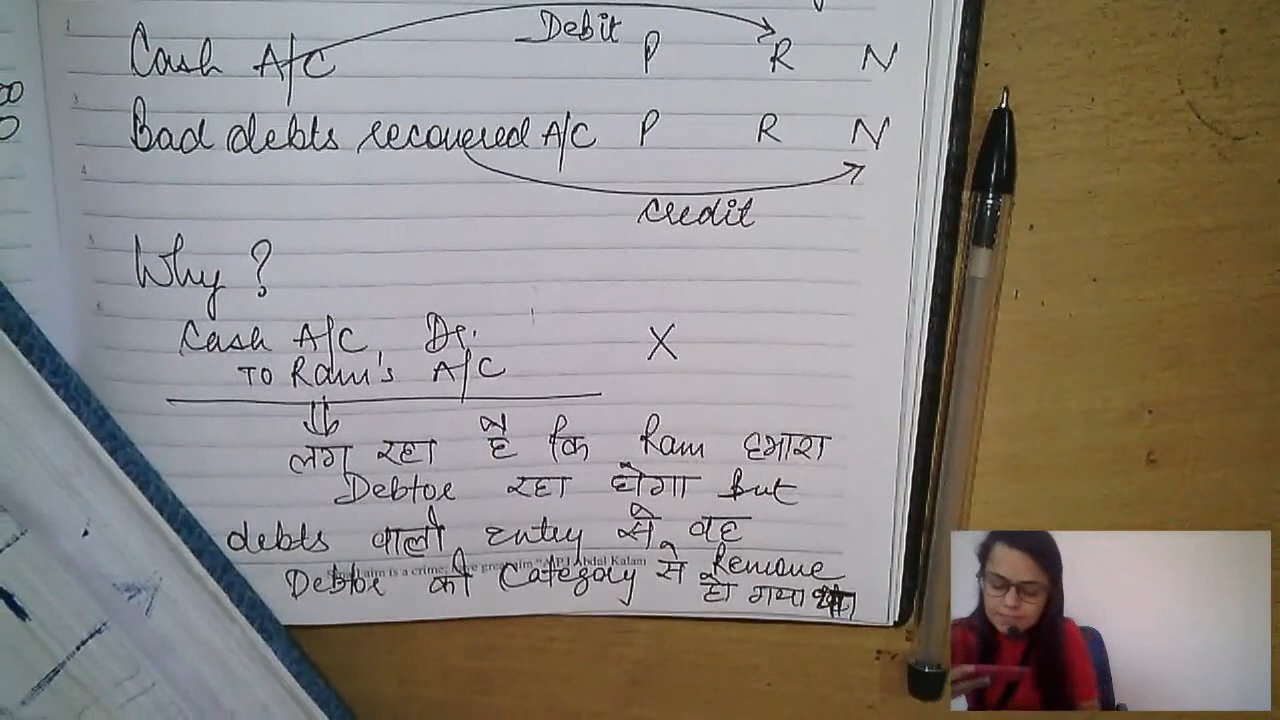 Debit
Cash A/C P R N
Bad debts recovered A/C P R N
Credit
Why?
Cash A/C Dr. X
TO Ram's A/C
लग रहा है कि Ram हमारा
Debtor रहा होगा But
debts वाली entry से वह
Debtor की Category से Remove
हो गया था